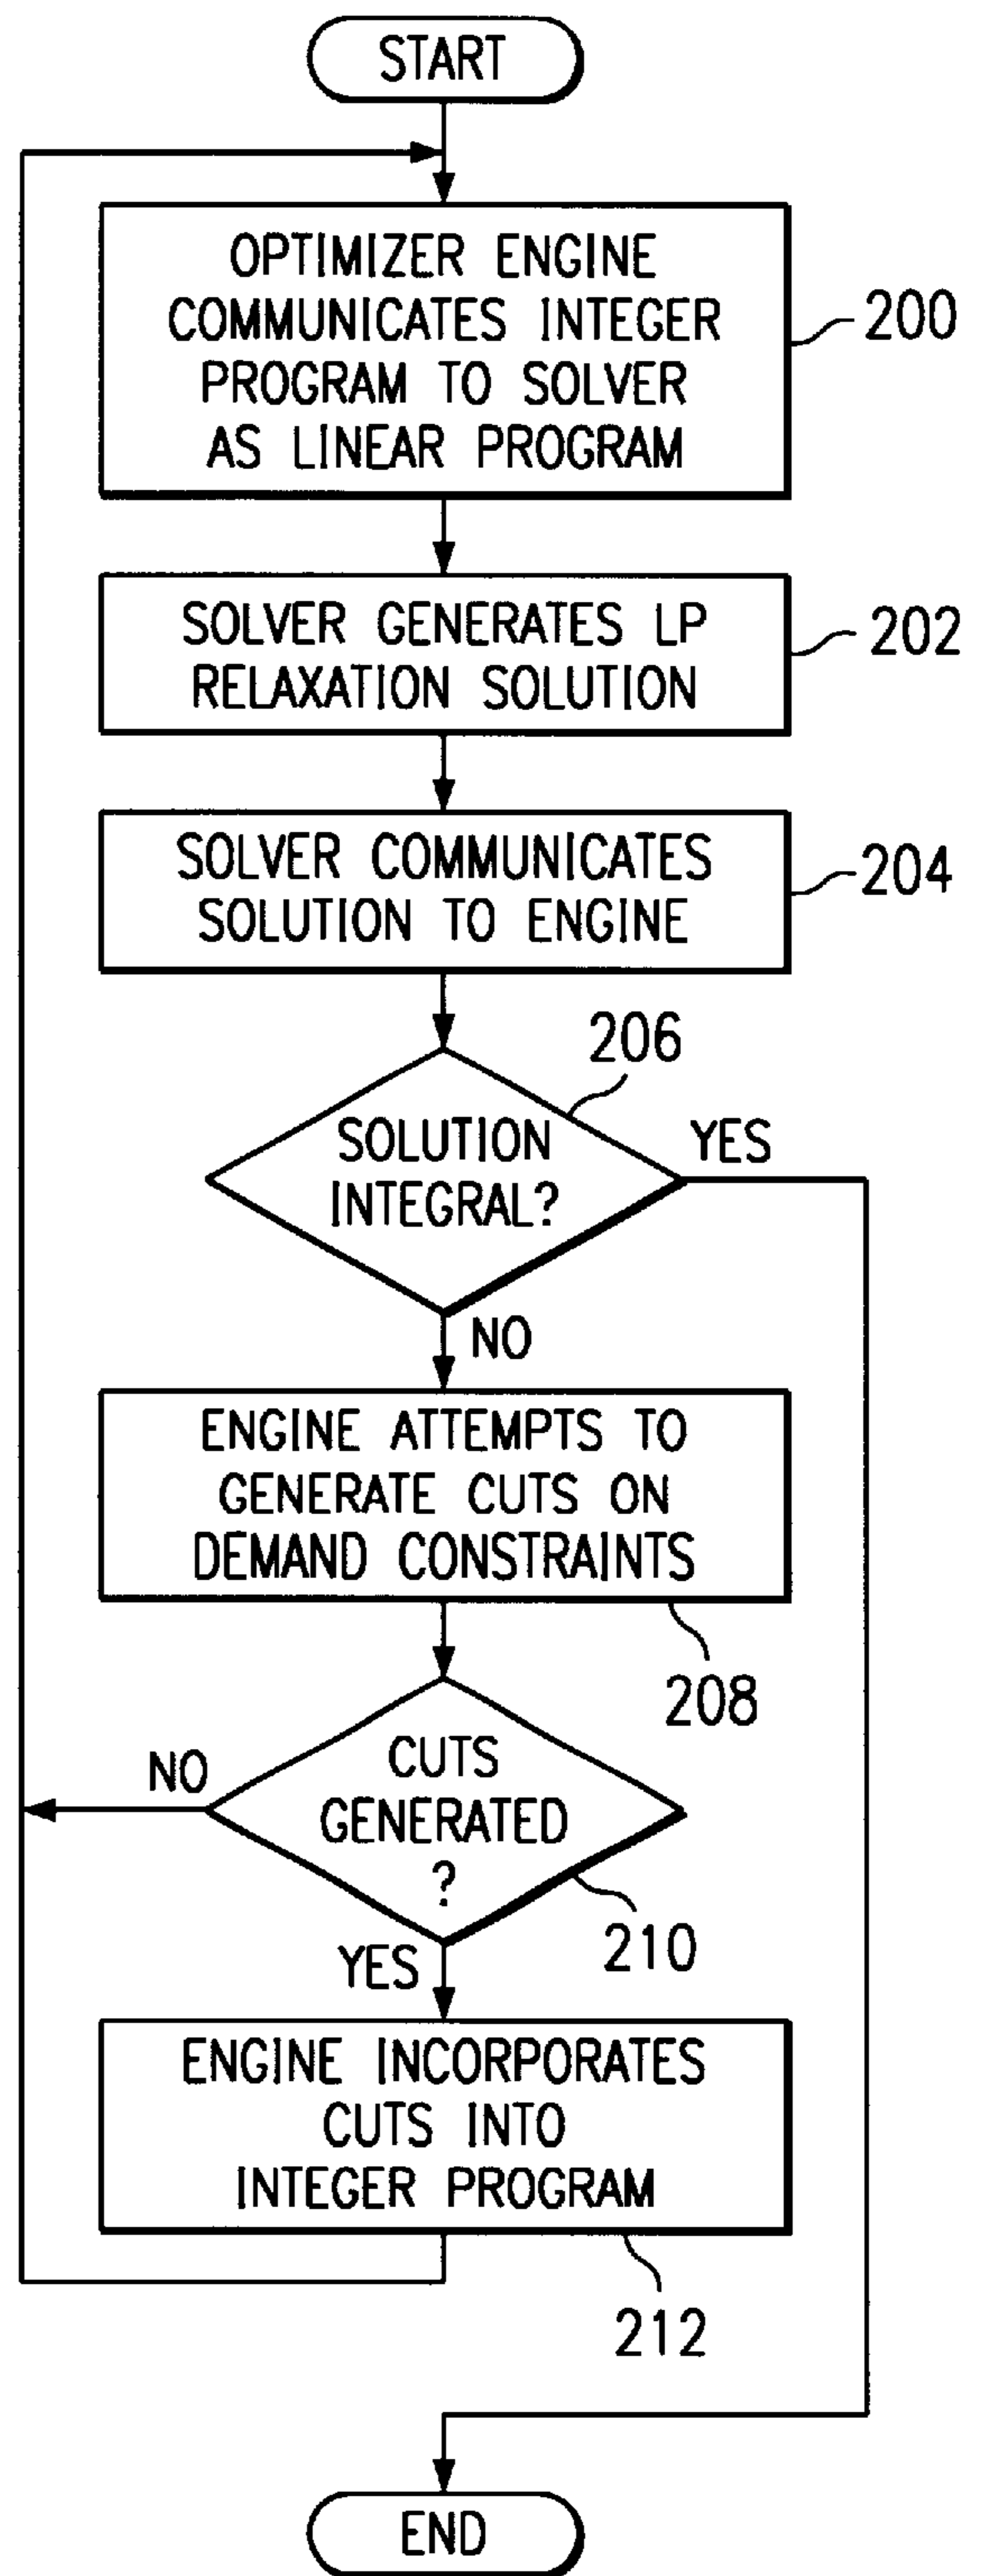 START
OPTIMIZER ENGINE
COMMUNICATES INTEGER
PROGRAM TO SOLVER
AS LINEAR PROGRAM
200
SOLVER GENERATES LP
RELAXATION SOLUTION
202
SOLVER COMMUNICATES
SOLUTION TO ENGINE
204
206
SOLUTION
INTEGRAL?
YES
NO
ENGINE ATTEMPTS TO
GENERATE CUTS ON
DEMAND CONSTRAINTS
208
NO
CUTS
GENERATED
?
210
YES
ENGINE INCORPORATES
CUTS INTO
INTEGER PROGRAM
212
END